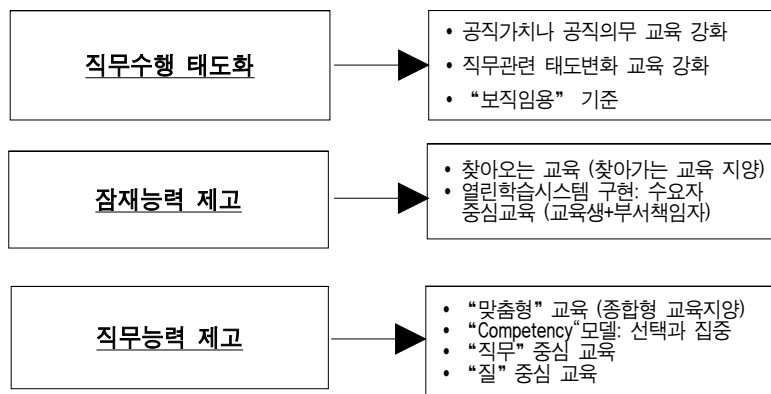 직무수행 태도화
• 공직가치나 공직의무 교육 강화
• 직무관련 태도변화 교육 강화
• “보직임용” 기준
잠재능력 제고
• 찾아오는 교육 (찾아가는 교육 지양)
• 열린학습시스템 구현: 수요자
중심교육 (교육생+부서책임자)
직무능력 제고
• “맞춤형” 교육 (종합형 교육지양)
• “Competency“모델: 선택과 집중
• “직무” 중심 교육
• “질” 중심 교육